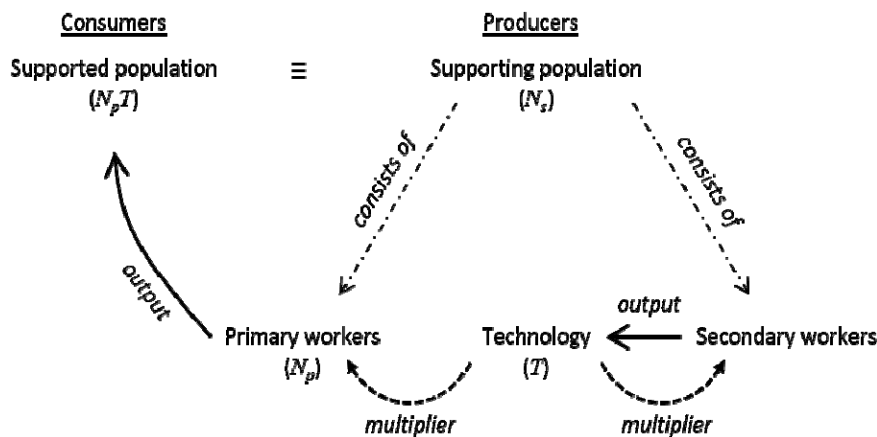 Consumers
Producers
Supported population
≡
Supporting population
(NpT)
(Ns)
consists of
consists of
output
output
Primary workers
Technology
Secondary workers
(Np)
(T)
multiplier
multiplier